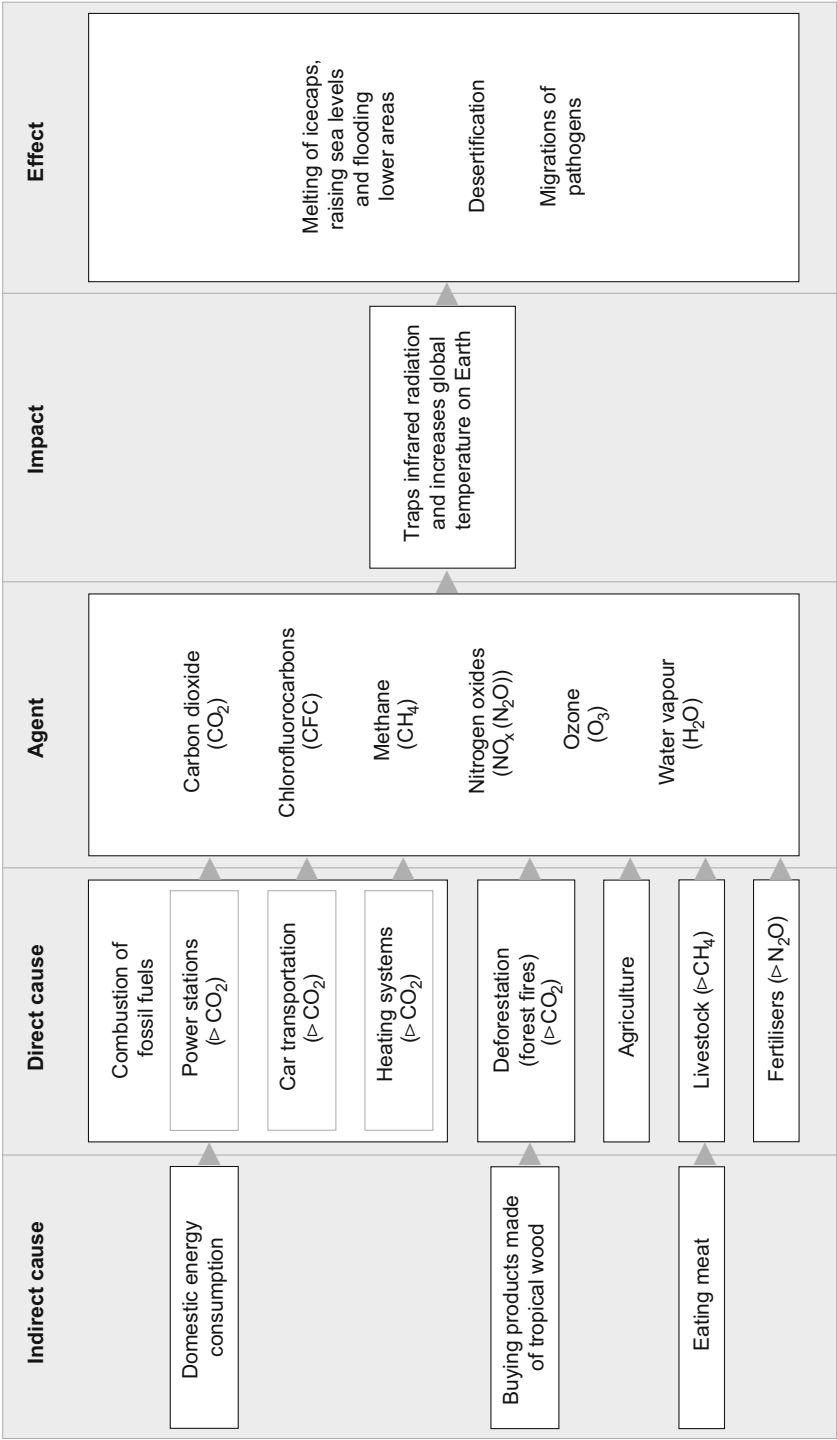 Indirect cause
Domestic energy
consumption
Buying products made
of tropical wood
Eating meat
Direct cause
Combustion of
fossil fuels
Power stations
(▷ CO₂)
Car transportation
(▷ CO₂)
Heating systems
(▷ CO₂)
Deforestation
(forest fires)
(▷CO₂)
Agriculture
Livestock (▷CH₄)
Fertilisers (▷ N₂O)
Agent
Carbon dioxide
(CO₂)
Chlorofluorocarbons
(CFC)
Methane
(CH₄)
Nitrogen oxides
(NOₓ (N₂O))
Ozone
(O₃)
Water vapour
(H₂O)
Impact
Traps infrared radiation
and increases global
temperature on Earth
Effect
Melting of icecaps,
raising sea levels
and flooding
lower areas
Desertification
Migrations of
pathogens